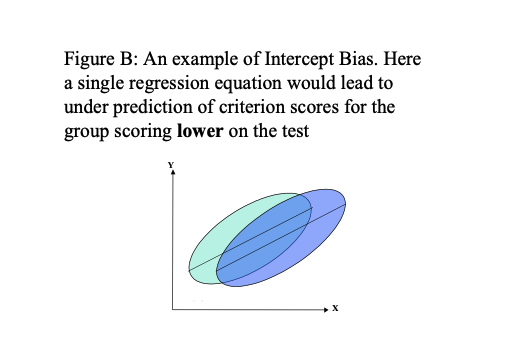 Figure B: An example of Intercept Bias. Here
a single regression equation would lead to
under prediction of criterion scores for the
group scoring lower on the test
Y
X